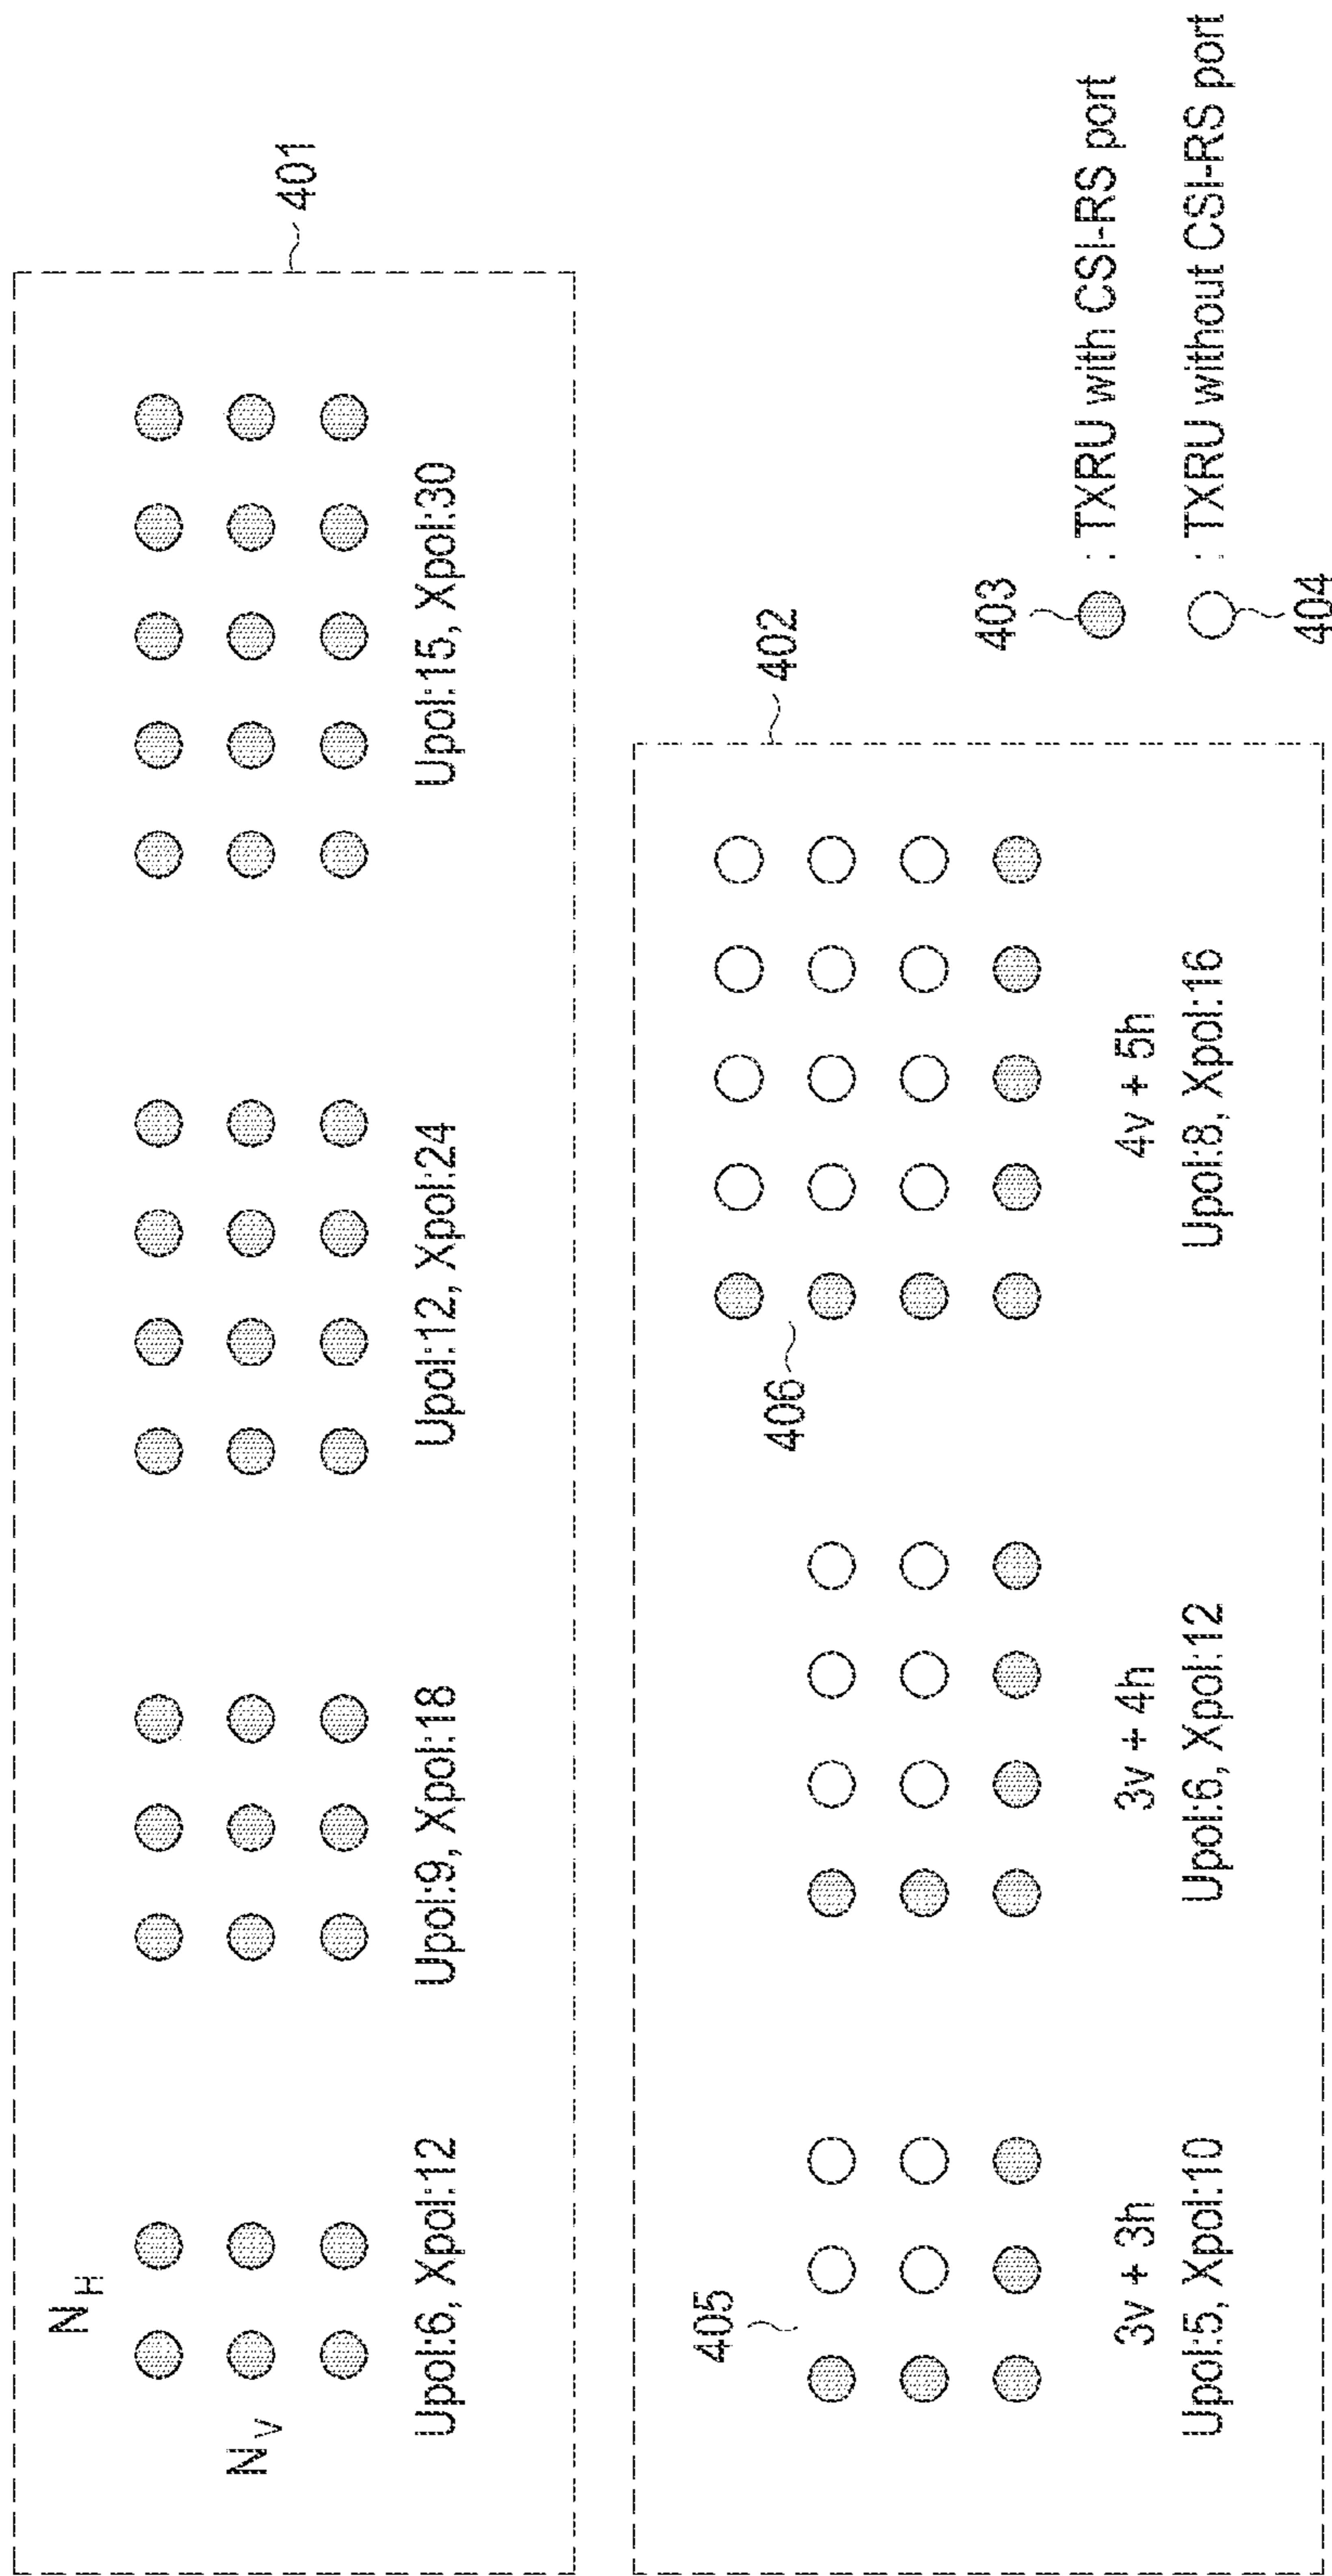 401
N H
N V
Upol:6, Xpol:12
Upol:9, Xpol:18
Upol:12, Xpol:24
Upol:15, Xpol:30
402
405
406
3v + 3h
Upol:5, Xpol:10
3v + 4h
Upol:6, Xpol:12
4v + 5h
Upol:8, Xpol:16
403
: TXRU with CSI-RS port
: TXRU without CSI-RS port
404